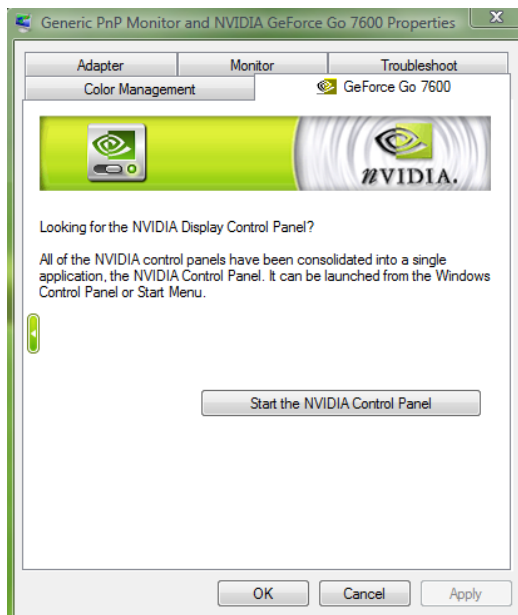 Generic PnP Monitor and NVIDIA GeForce Go 7600 Properties
X
Adapter
Monitor
Troubleshoot
Color Management
GeForce Go 7600
NVIDIA.
Looking for the NVIDIA Display Control Panel?
All of the NVIDIA control panels have been consolidated into a single
application, the NVIDIA Control Panel. It can be launched from the Windows
Control Panel or Start Menu.
Start the NVIDIA Control Panel
OK
Cancel
Apply